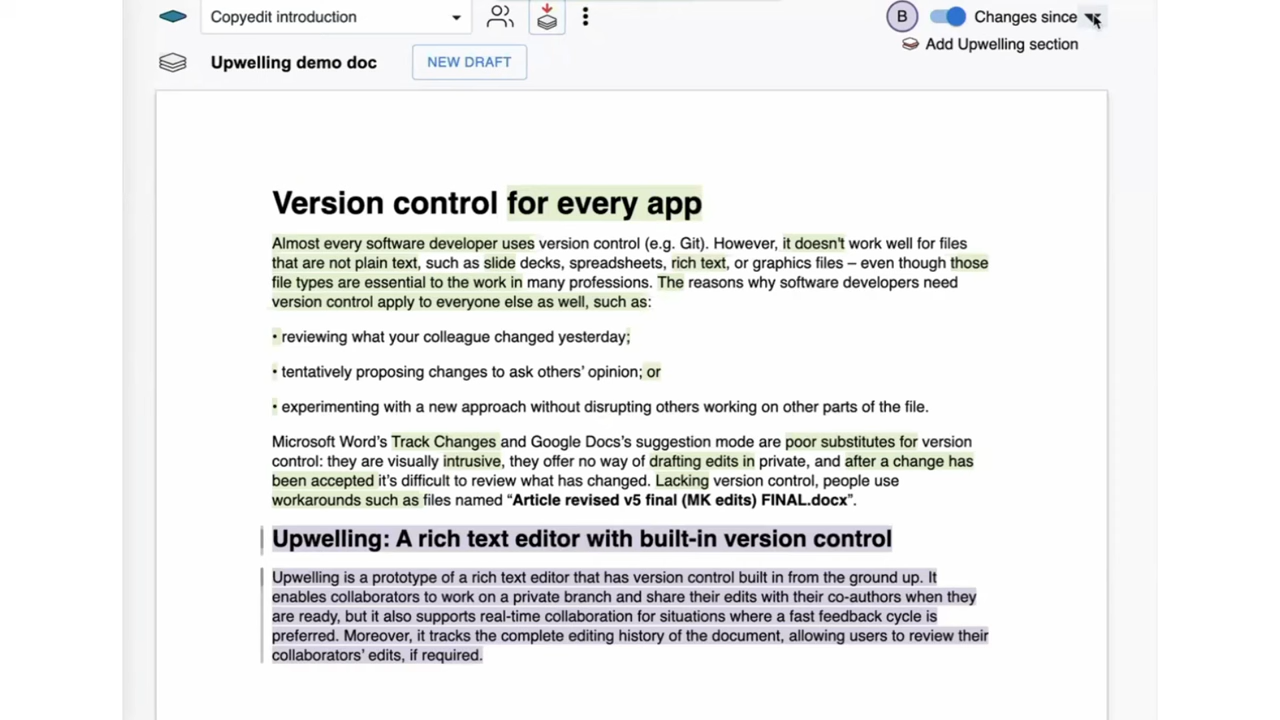 Copyedit introduction
B
Changes since
Add Upwelling section
Upwelling demo doc
NEW DRAFT
Version control for every app
Almost every software developer uses version control (e.g. Git). However, it doesn't work well for files
that are not plain text, such as slide decks, spreadsheets, rich text, or graphics files – even though those
file types are essential to the work in many professions. The reasons why software developers need
version control apply to everyone else as well, such as:
• reviewing what your colleague changed yesterday;
• tentatively proposing changes to ask others’ opinion; or
• experimenting with a new approach without disrupting others working on other parts of the file.
Microsoft Word’s Track Changes and Google Docs’s suggestion mode are poor substitutes for version
control: they are visually intrusive, they offer no way of drafting edits in private, and after a change has
been accepted it’s difficult to review what has changed. Lacking version control, people use
workarounds such as files named “Article revised v5 final (MK edits) FINAL.docx”.
Upwelling: A rich text editor with built-in version control
Upwelling is a prototype of a rich text editor that has version control built in from the ground up. It
enables collaborators to work on a private branch and share their edits with their co-authors when they
are ready, but it also supports real-time collaboration for situations where a fast feedback cycle is
preferred. Moreover, it tracks the complete editing history of the document, allowing users to review their
collaborators’ edits, if required.